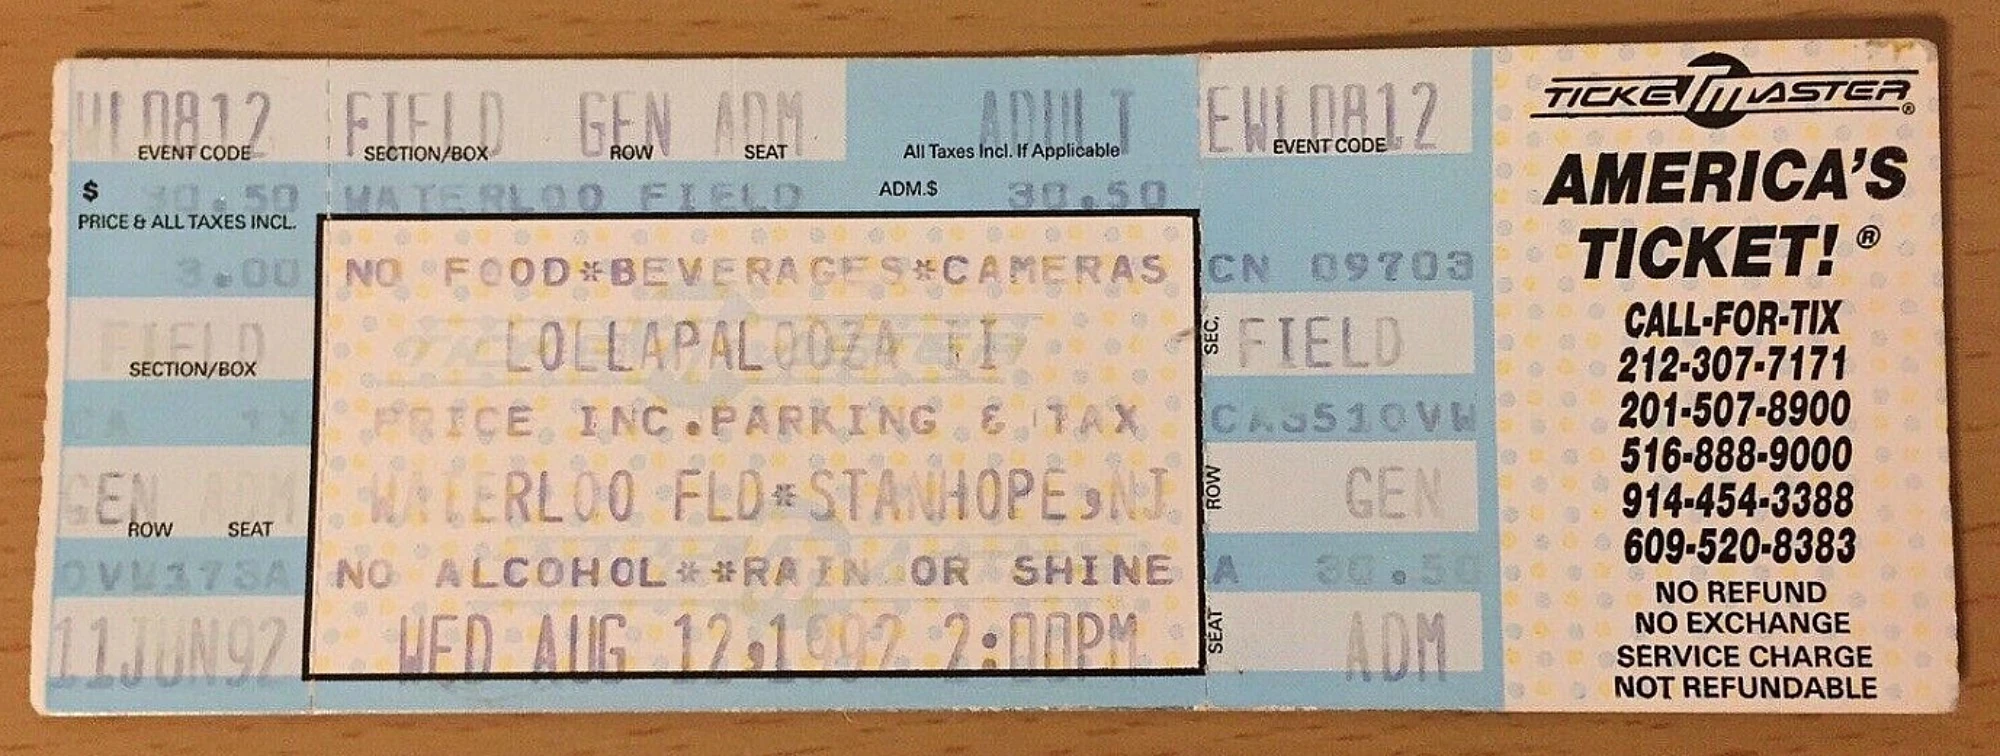 WL0812 FIELD GEN ADM ADULT EWL0812
EVENT CODE SECTION/BOX ROW SEAT All Taxes Incl. If Applicable EVENT CODE
$ 30.50 WATERLOO FIELD ADM.$ 30.50
PRICE & ALL TAXES INCL.
3.00
FIELD
SECTION/BOX
CA 1X
GEN ADM
ROW SEAT
OVW173A
11JUN92
NO FOOD*BEVERAGES*CAMERAS
LOLLAPALOOZA II
PRICE INC.PARKING & TAX
WATERLOO FLD*STANHOPE,NJ
NO ALCOHOL**RAIN OR SHINE
WED AUG 12,1992 2:00PM
CN 09703
SEC. FIELD
CA3510VW
ROW GEN
A 30.50
SEAT ADM
TICKETMASTER®
AMERICA'S
TICKET!®
CALL-FOR-TIX
212-307-7171
201-507-8900
516-888-9000
914-454-3388
609-520-8383
NO REFUND
NO EXCHANGE
SERVICE CHARGE
NOT REFUNDABLE